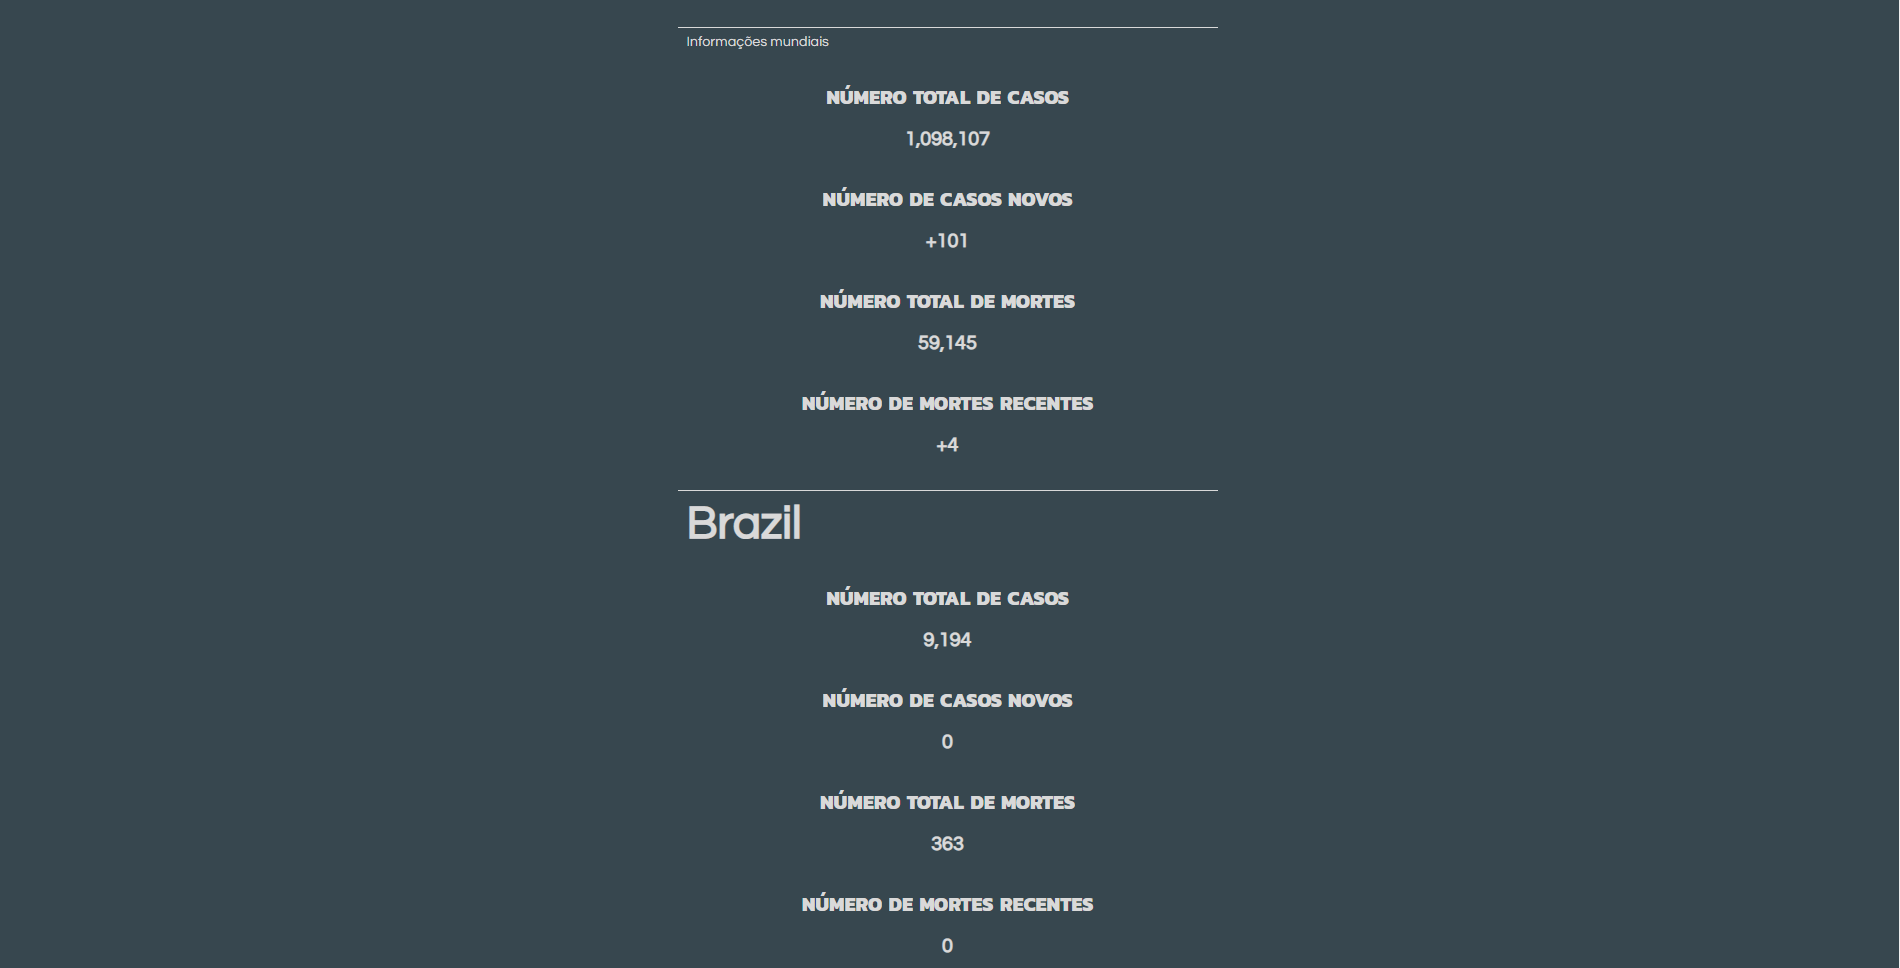 Informações mundiais
NÚMERO TOTAL DE CASOS
1,098,107
NÚMERO DE CASOS NOVOS
+101
NÚMERO TOTAL DE MORTES
59,145
NÚMERO DE MORTES RECENTES
+4
Brazil
NÚMERO TOTAL DE CASOS
9,194
NÚMERO DE CASOS NOVOS
0
NÚMERO TOTAL DE MORTES
363
NÚMERO DE MORTES RECENTES
0